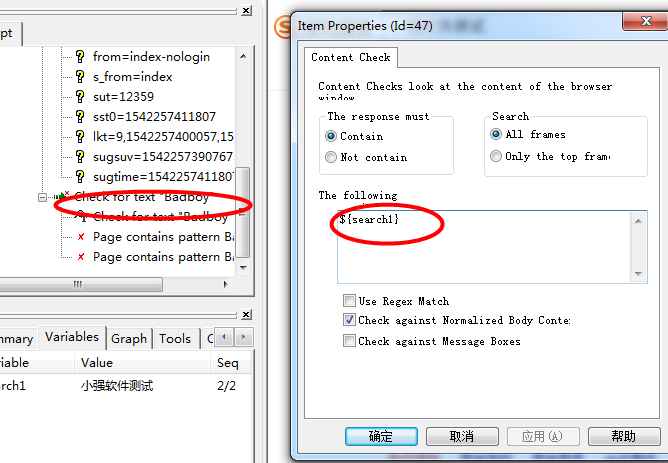 pt
from=index-nologin
s_from=index
sut=12359
sst0=1542257411807
lkt=9,1542257400057,15
sugsuv=1542257390767
sugtime=154225741180
Check for text "Badboy"
Check for text "Badboy
Page contains pattern Ba
Page contains pattern Ba
mmary
Variables
Graph
Tools
iable
Value
Seq
rch1
小强软件测试
2/2
Item Properties (Id=47)
Content Check
Content Checks look at the content of the browser
window
The response must
Contain
Not contain
Search
All frames
Only the top frame
The following
${search1}
Use Regex Match
Check against Normalized Body Conte
Check against Message Boxes
确定
取消
应用(A)
帮助